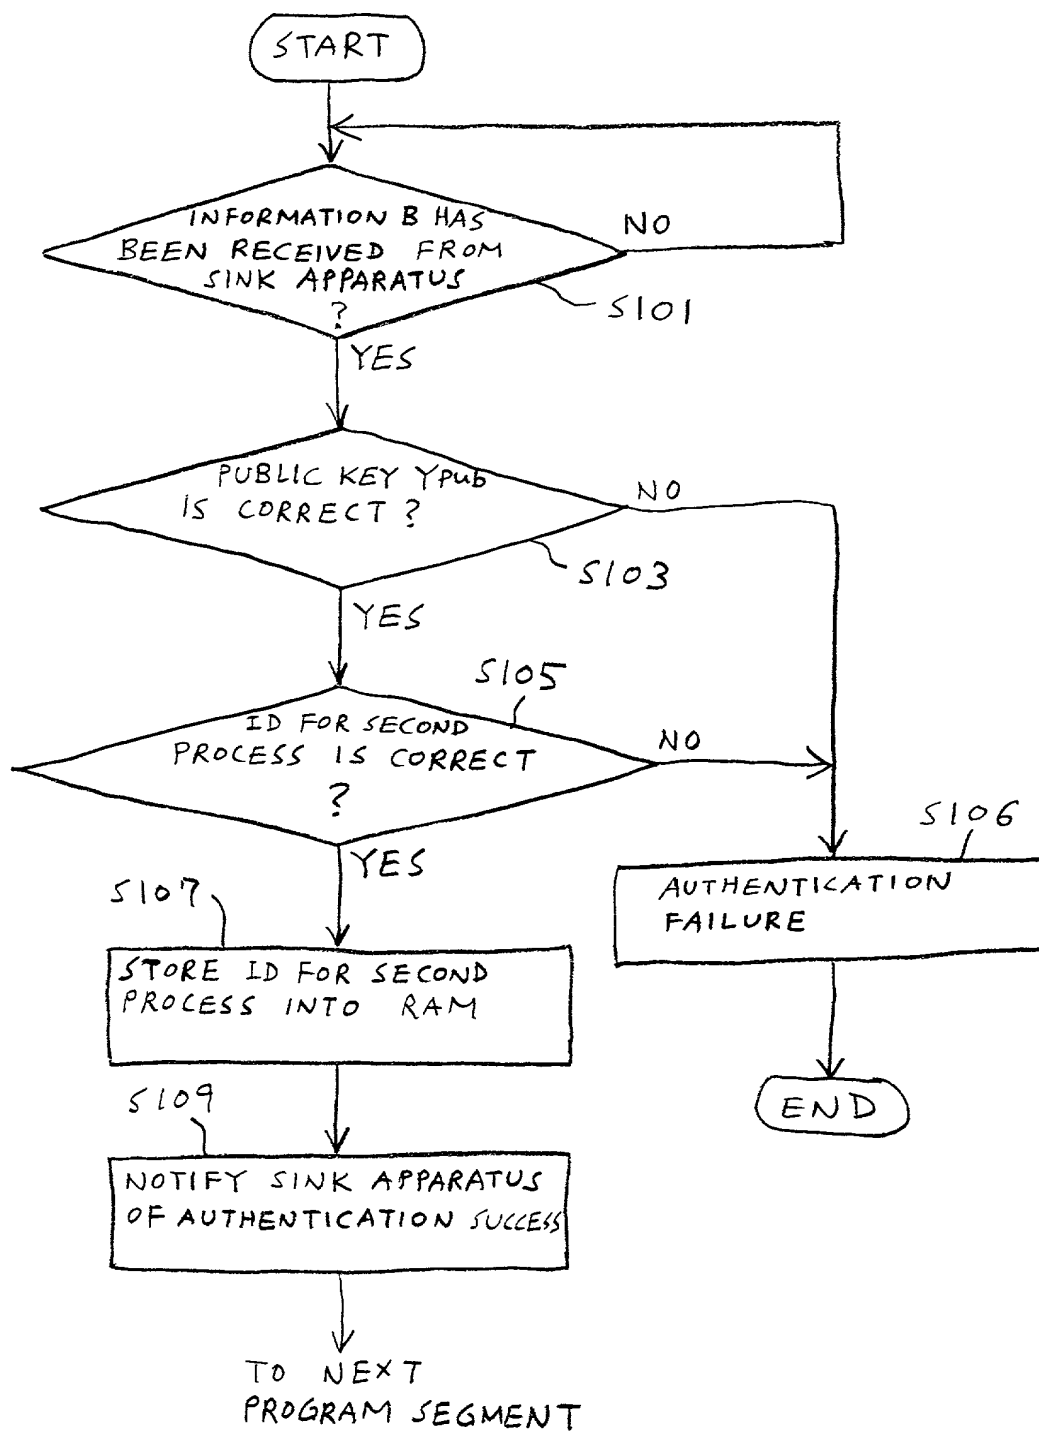 START
INFORMATION B HAS
BEEN RECEIVED FROM
SINK APPARATUS
?
NO
S101
YES
PUBLIC KEY Ypub
IS CORRECT ?
NO
S103
YES
S105
ID FOR SECOND
PROCESS IS CORRECT
?
NO
YES
S106
AUTHENTICATION
FAILURE
S107
STORE ID FOR SECOND
PROCESS INTO RAM
END
S109
NOTIFY SINK APPARATUS
OF AUTHENTICATION SUCCESS
TO NEXT
PROGRAM SEGMENT